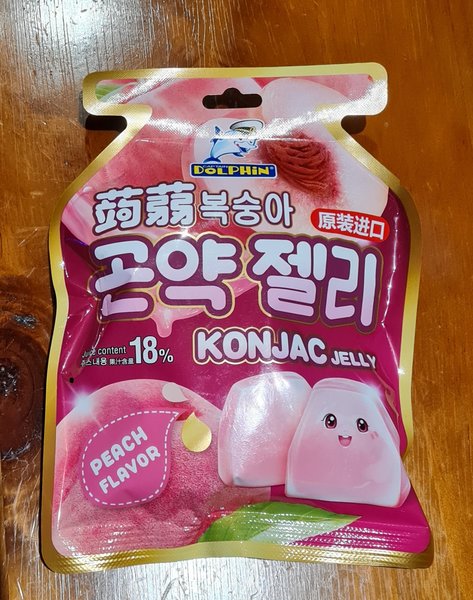 DOLPHIN
蒟蒻 복숭아
原装进口
곤약 젤리
KONJAC JELLY
Juice content
주스내용 果汁含量 18%
PEACH
FLAVOR